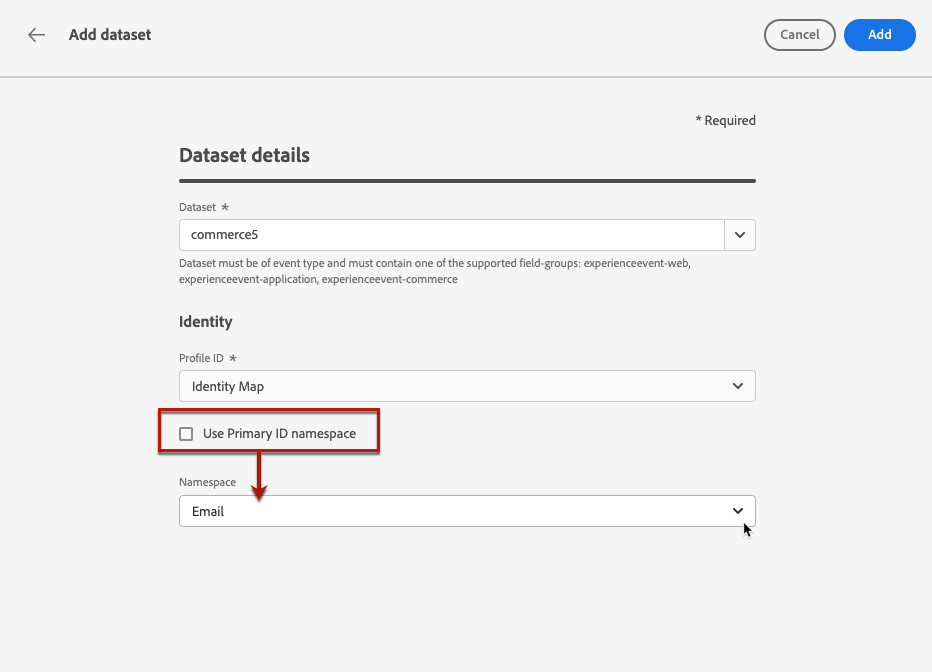 Add dataset
Cancel
Add
* Required
Dataset details
Dataset *
commerce5
Dataset must be of event type and must contain one of the supported field-groups: experienceevent-web,
experienceevent-application, experienceevent-commerce
Identity
Profile ID *
Identity Map
Use Primary ID namespace
Namespace
Email